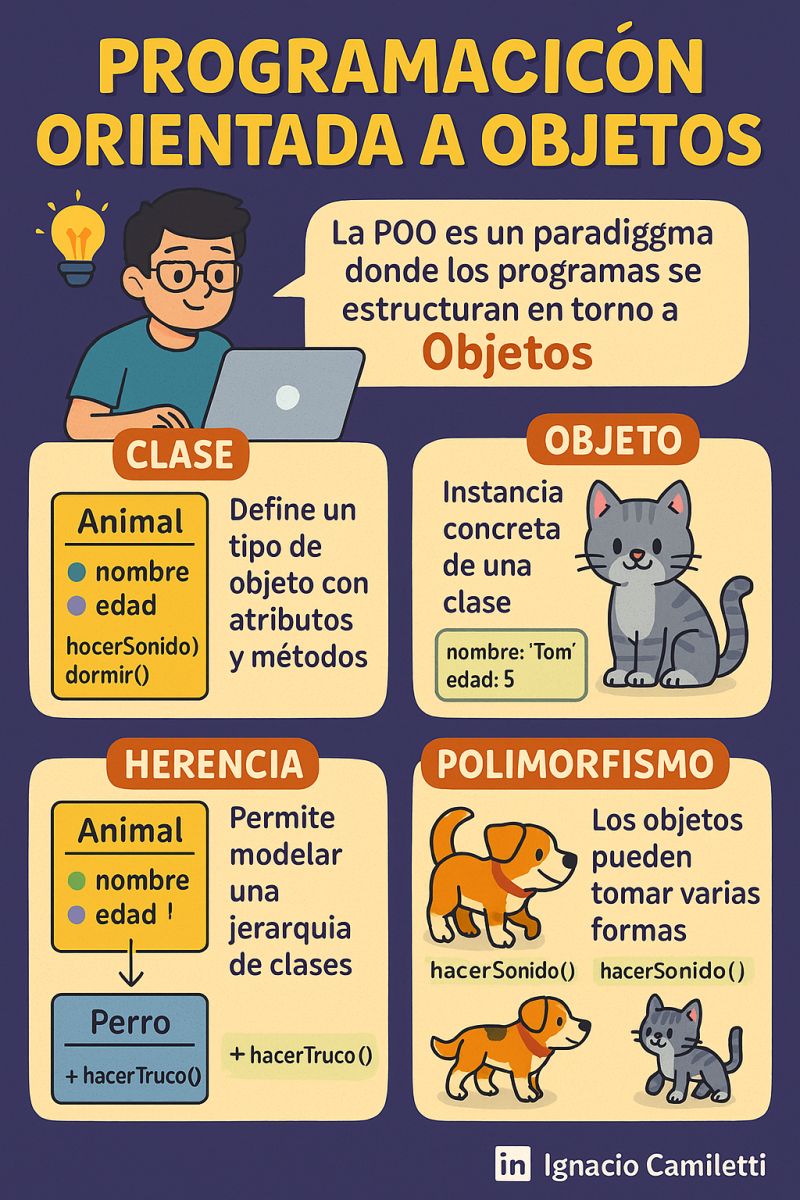 PROGRAMACICÓN
ORIENTADA A OBJETOS
La POO es un paradiggma
donde los programas se
estructuran en torno a
Objetos
CLASE
Animal
nombre
edad
hocerSonido)
dormir()
Define un
tipo de
objeto con
atributos
y métodos
OBJETO
Instancia
concreta
de una
clase
nombre: 'Tom'
edad: 5
HERENCIA
Animal
nombre
edad '
Perro
+ hacerTruco()
Permite
modelar
una
jerarquia
de clases
+ hacerTruco()
POLIMORFISMO
Los objetos
pueden
tomar varias
formas
hacerSonido()
hacerSonido()
in Ignacio Camiletti